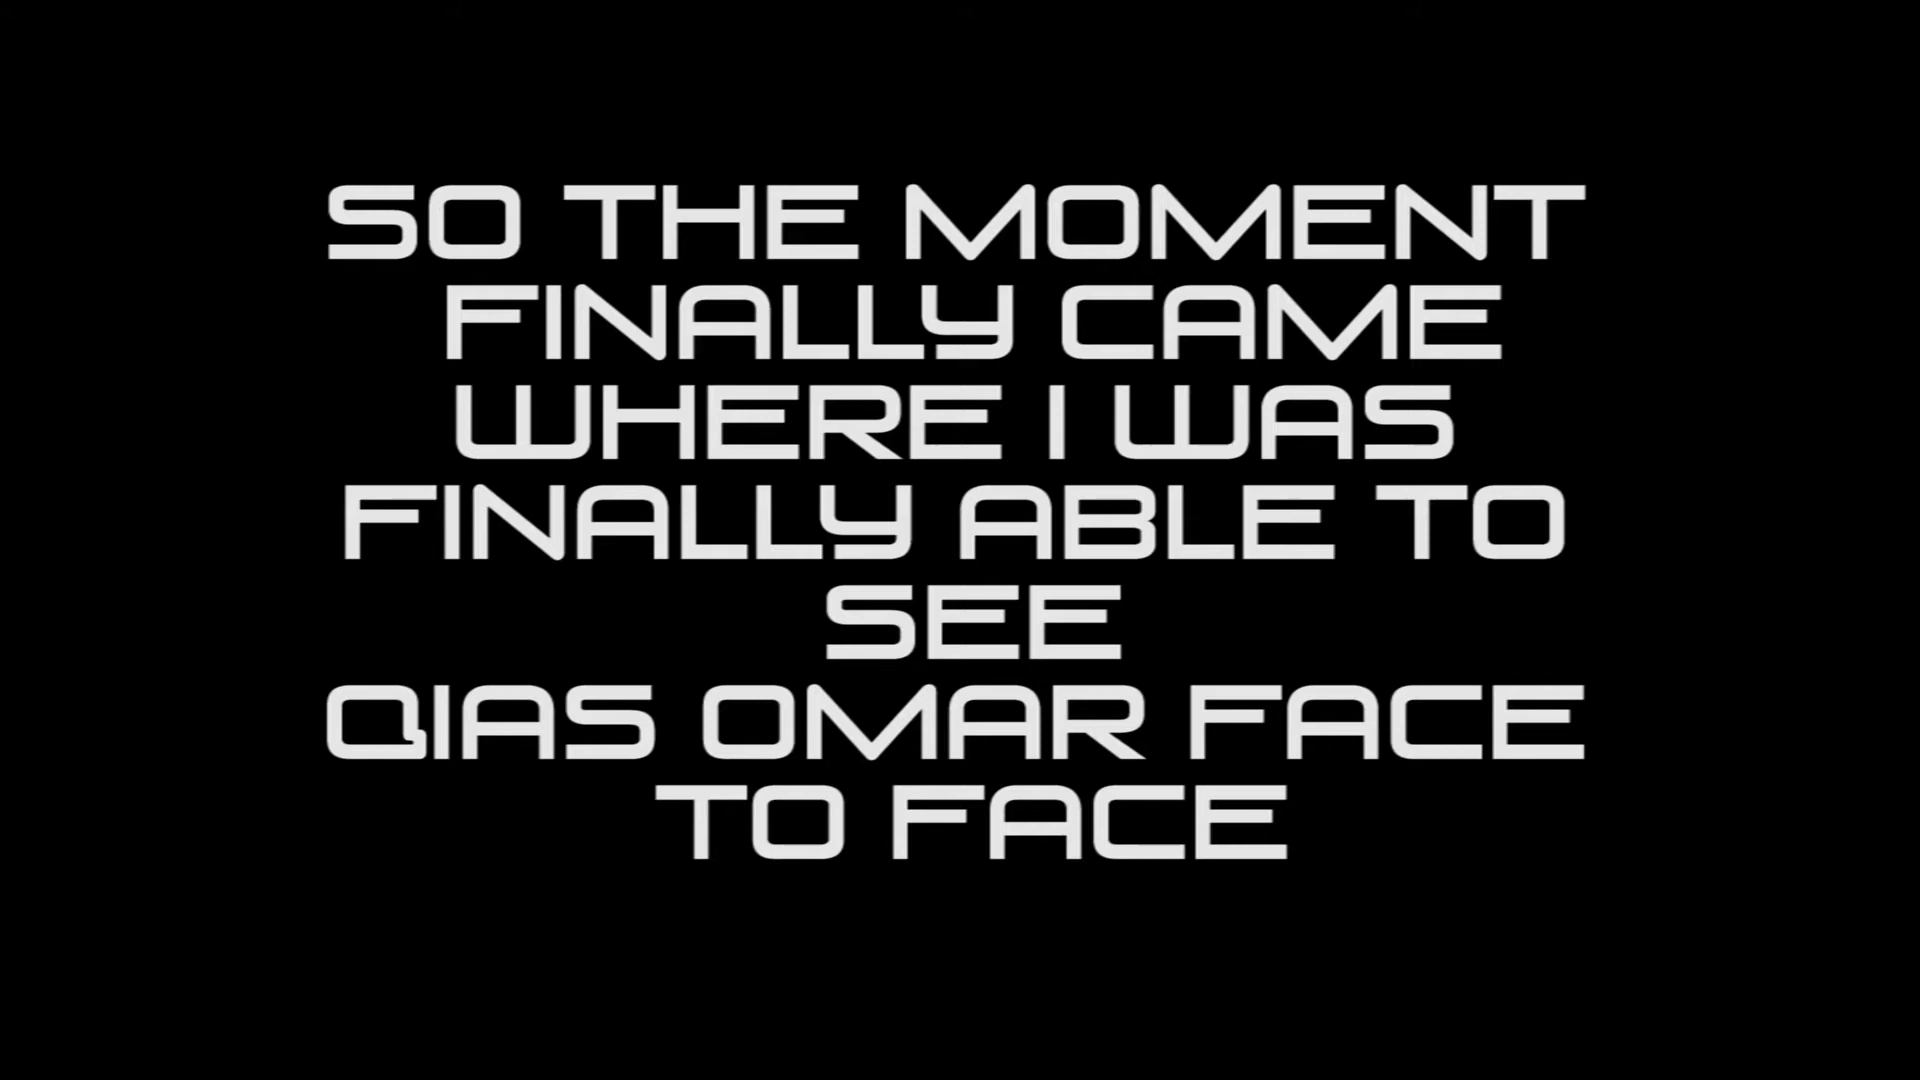 SO THE MOMENT
FINALLY CAME
WHERE I WAS
FINALLY ABLE TO
SEE
QIAS OMAR FACE
TO FACE